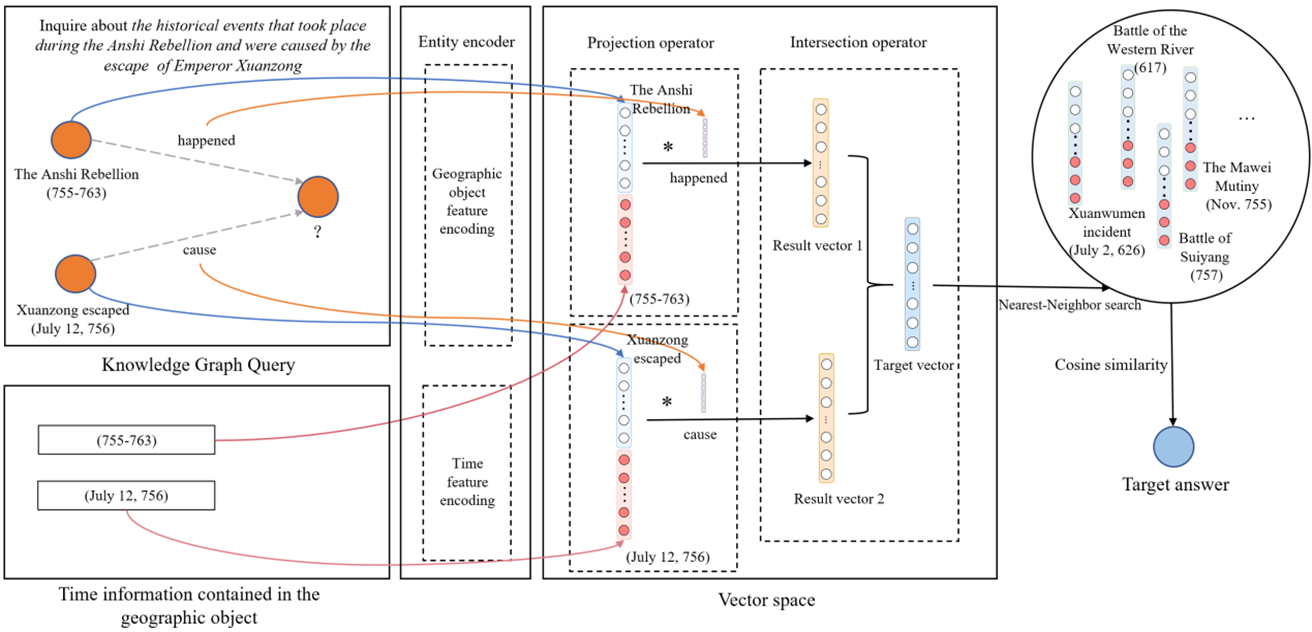 Inquire about the historical events that took place
during the Anshi Rebellion and were caused by the
escape of Emperor Xuanzong
happened
The Anshi Rebellion
(755-763)
?
cause
Xuanzong escaped
(July 12, 756)
Knowledge Graph Query
(755-763)
(July 12, 756)
Time information contained in the
geographic object
Entity encoder
Geographic
object
feature
encoding
Time
feature
encoding
Projection operator
The Anshi
Rebellion
*
happened
(755-763)
Xuanzong
escaped
*
cause
(July 12, 756)
Intersection operator
Result vector 1
Target vector
Result vector 2
Vector space
Battle of the
Western River
(617)
...
The Mawei
Mutiny
(Nov. 755)
Xuanwumen
incident
(July 2, 626)
Battle of
Suiyang
(757)
Nearest-Neighbor search
Cosine similarity
Target answer